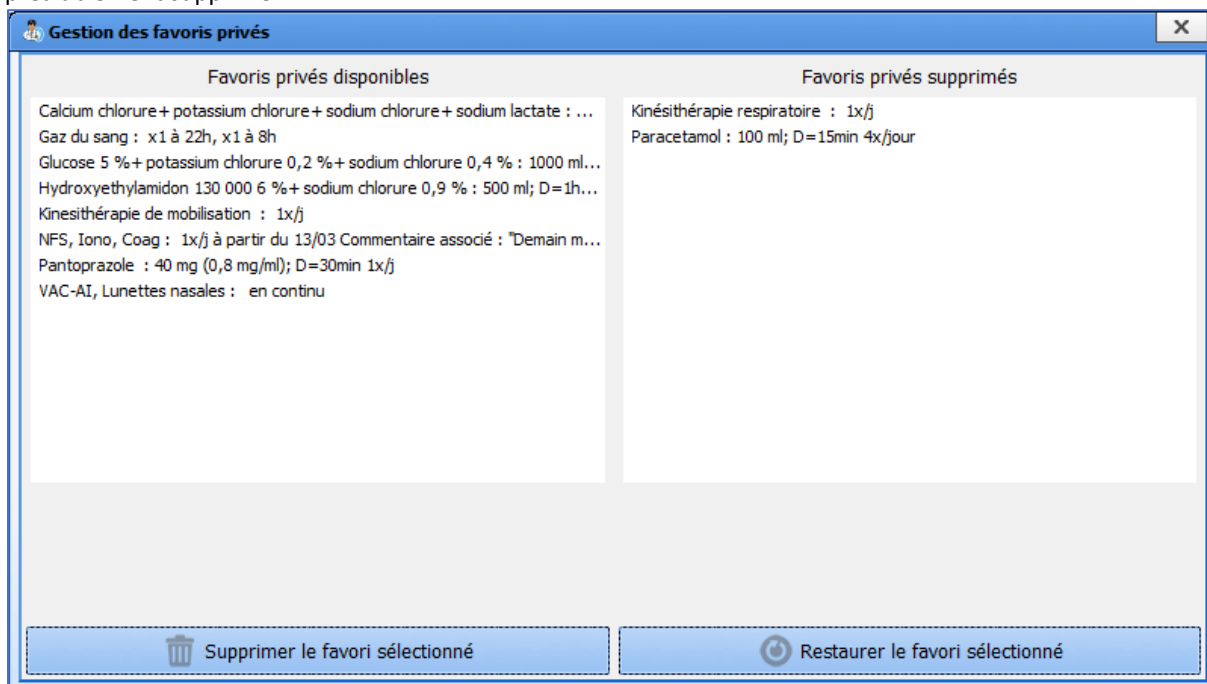 Gestion des favoris privés
Favoris privés disponibles
Calcium chlorure+ potassium chlorure+ sodium chlorure+ sodium lactate : ...
Gaz du sang : x1 à 22h, x1 à 8h
Glucose 5 %+ potassium chlorure 0,2 %+ sodium chlorure 0,4 % : 1000 ml...
Hydroxyethylamidon 130 000 6 %+ sodium chlorure 0,9 % : 500 ml; D=1h...
Kinesithérapie de mobilisation : 1x/j
NFS, Iono, Coag : 1x/j à partir du 13/03 Commentaire associé : "Demain m...
Pantoprazole : 40 mg (0,8 mg/ml); D=30min 1x/j
VAC-AI, Lunettes nasales : en continu
Favoris privés supprimés
Kinésithérapie respiratoire : 1x/j
Paracetamol : 100 ml; D=15min 4x/jour
Supprimer le favori sélectionné
Restaurer le favori sélectionné